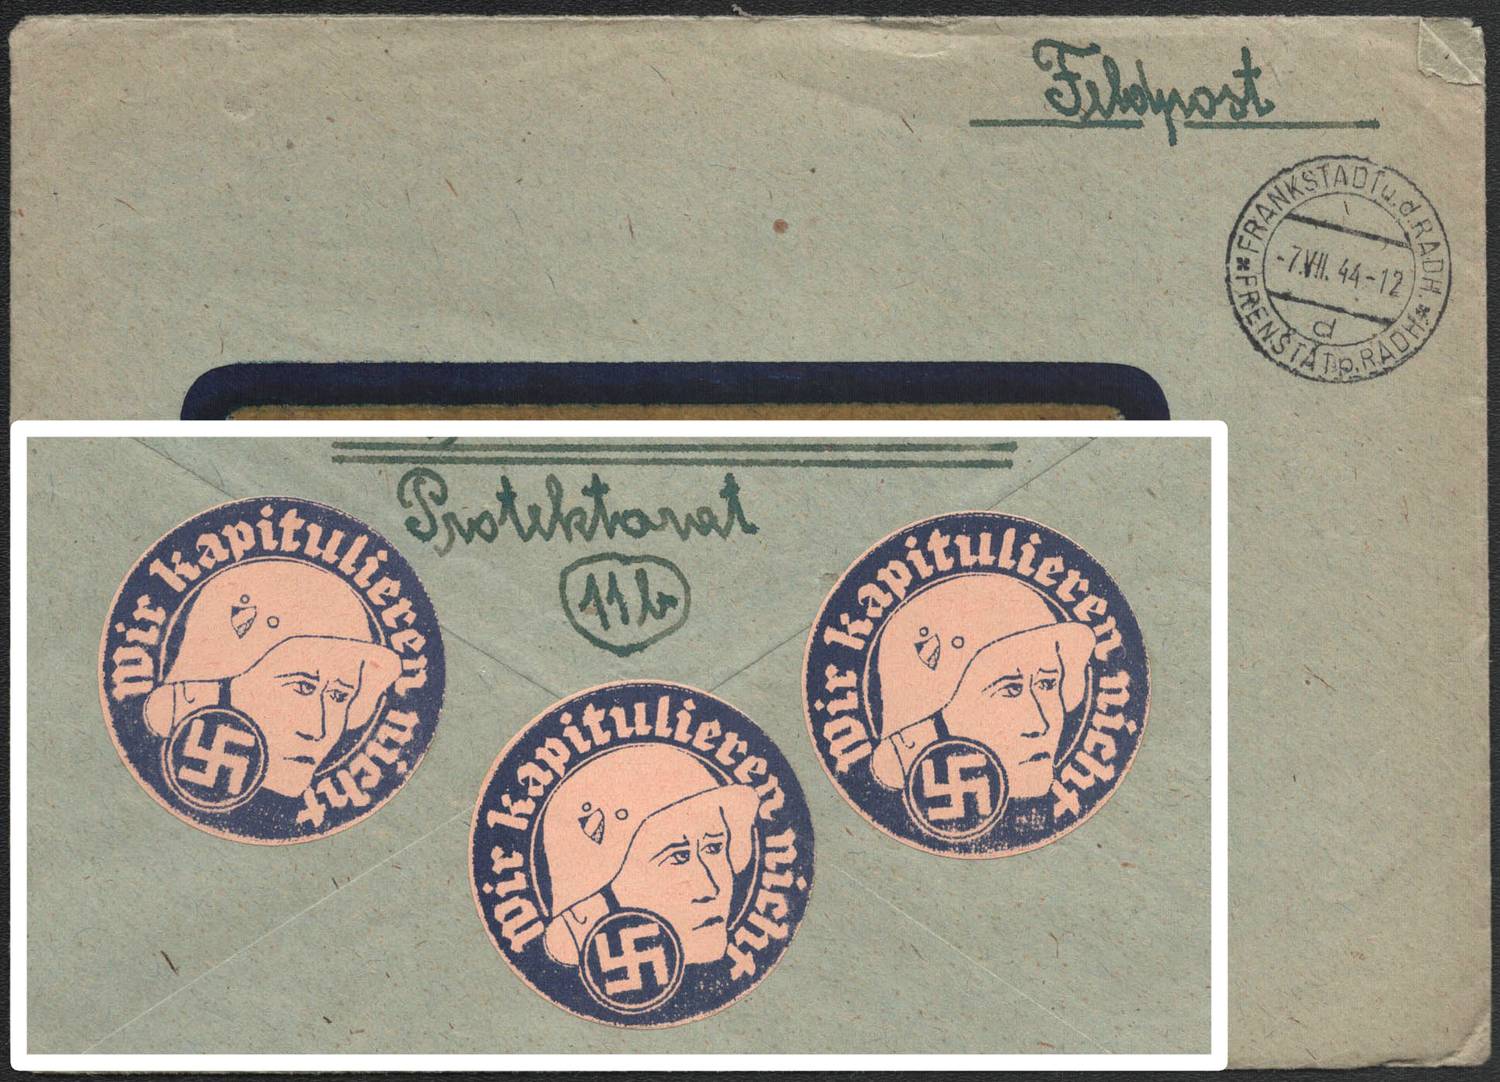 Feldpost
FRANKSTADT u.d. RADH.
-7.VII.44-12
d
FRENŠTÁT p. RADH.
Protektorat
11b
Wir kapitulieren nicht
Wir kapitulieren nicht
Wir kapitulieren nicht